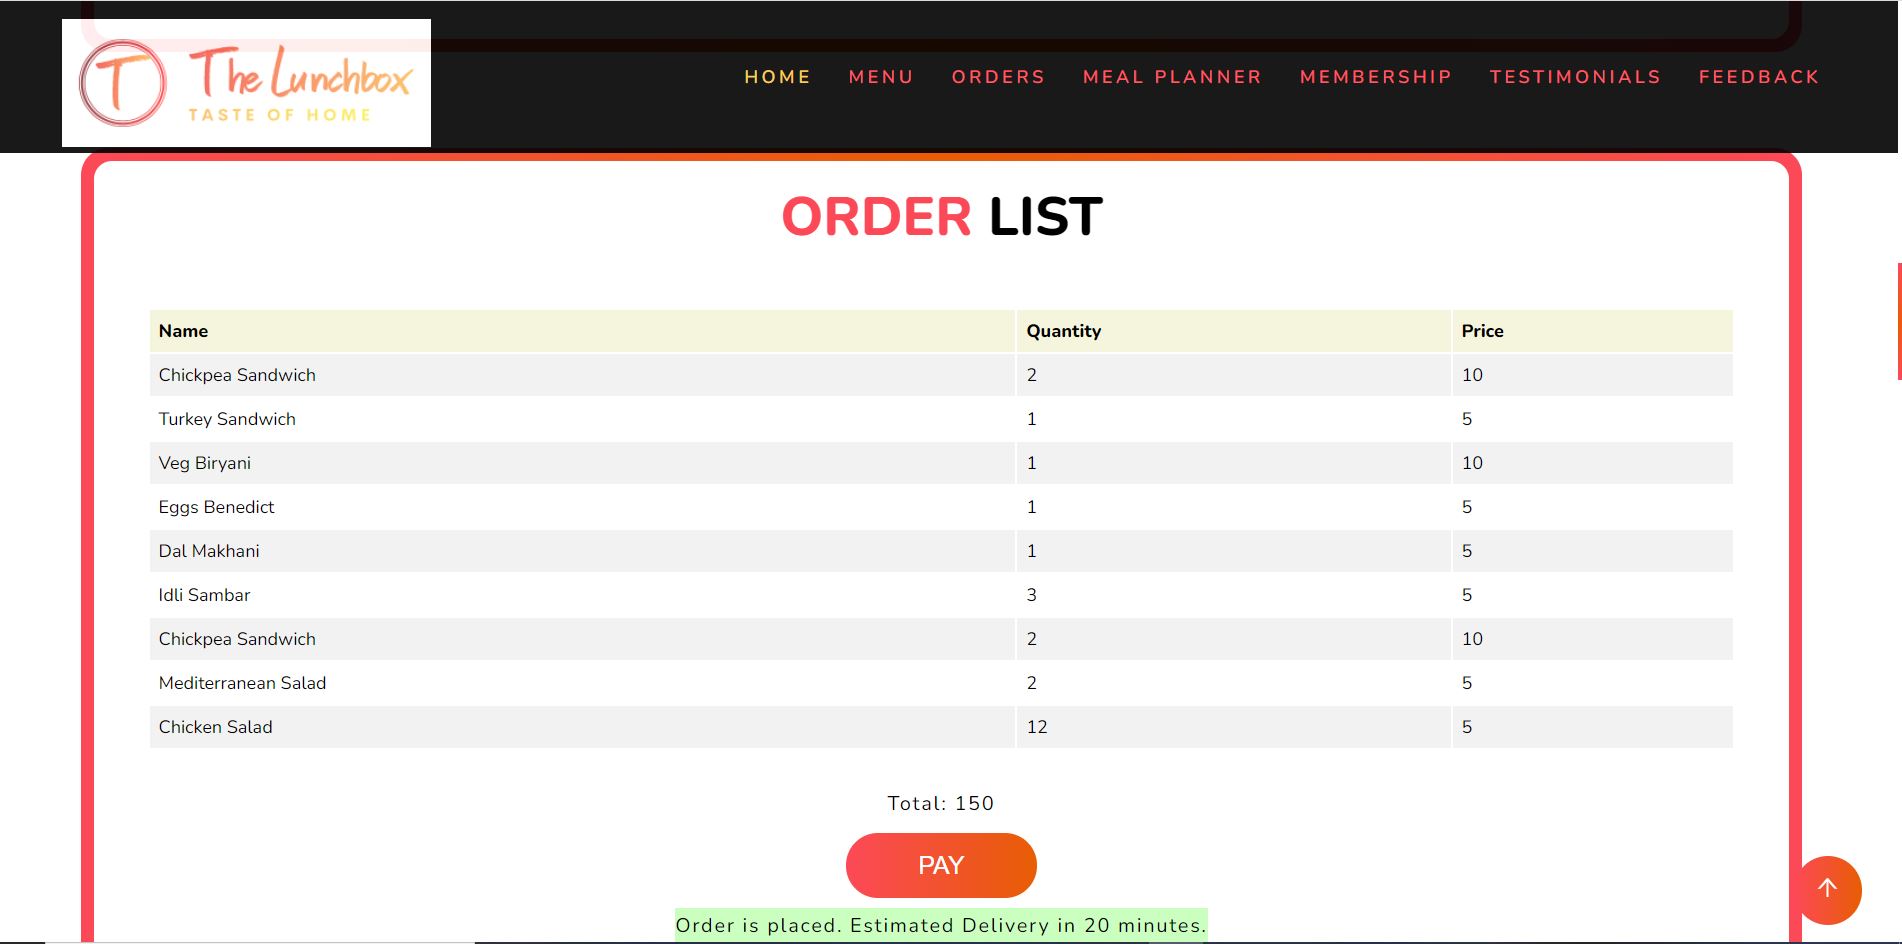 The Lunchbox
TASTE OF HOME
HOME MENU ORDERS MEAL PLANNER MEMBERSHIP TESTIMONIALS FEEDBACK
ORDER LIST
Name Quantity Price
Chickpea Sandwich 2 10
Turkey Sandwich 1 5
Veg Biryani 1 10
Eggs Benedict 1 5
Dal Makhani 1 5
Idli Sambar 3 5
Chickpea Sandwich 2 10
Mediterranean Salad 2 5
Chicken Salad 12 5
Total: 150
PAY
Order is placed. Estimated Delivery in 20 minutes.